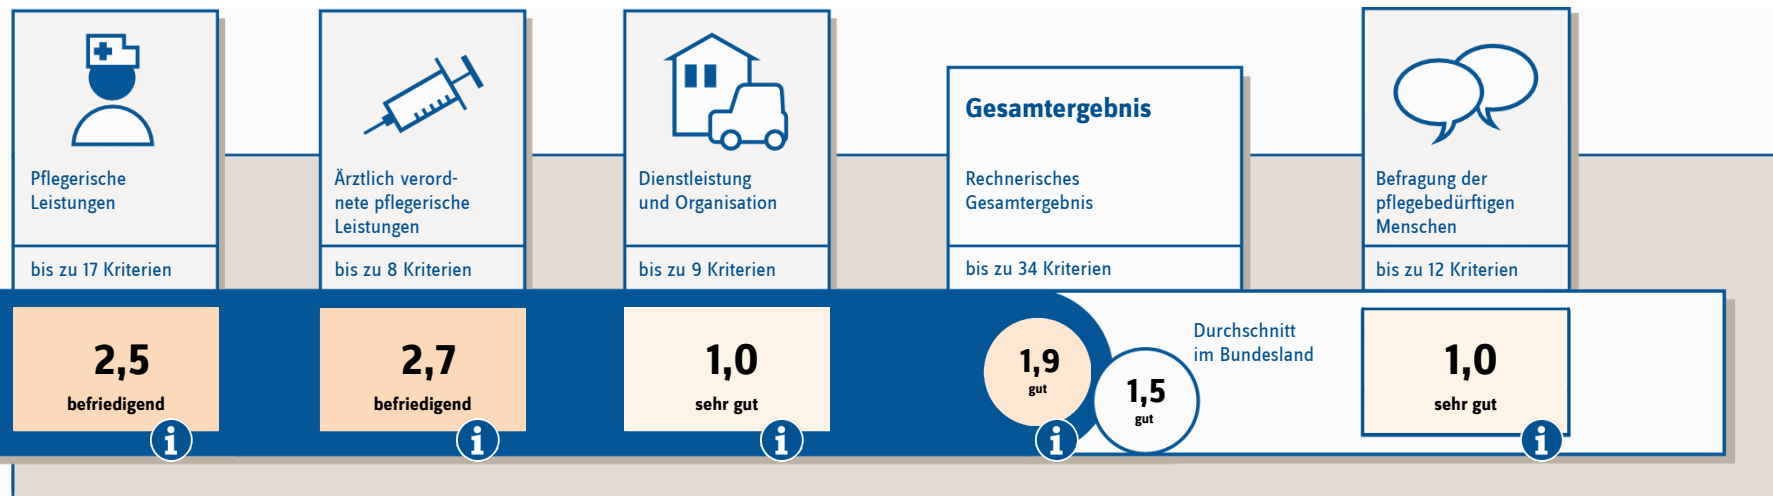 Pflegerische
Leistungen
bis zu 17 Kriterien
2,5
befriedigend
i
Ärztlich verord-
nete pflegerische
Leistungen
bis zu 8 Kriterien
2,7
befriedigend
i
Dienstleistung
und Organisation
bis zu 9 Kriterien
1,0
sehr gut
i
Gesamtergebnis
Rechnerisches
Gesamtergebnis
bis zu 34 Kriterien
1,9
gut
i
1,5
gut
Durchschnitt
im Bundesland
Befragung der
pflegebedürftigen
Menschen
bis zu 12 Kriterien
1,0
sehr gut
i